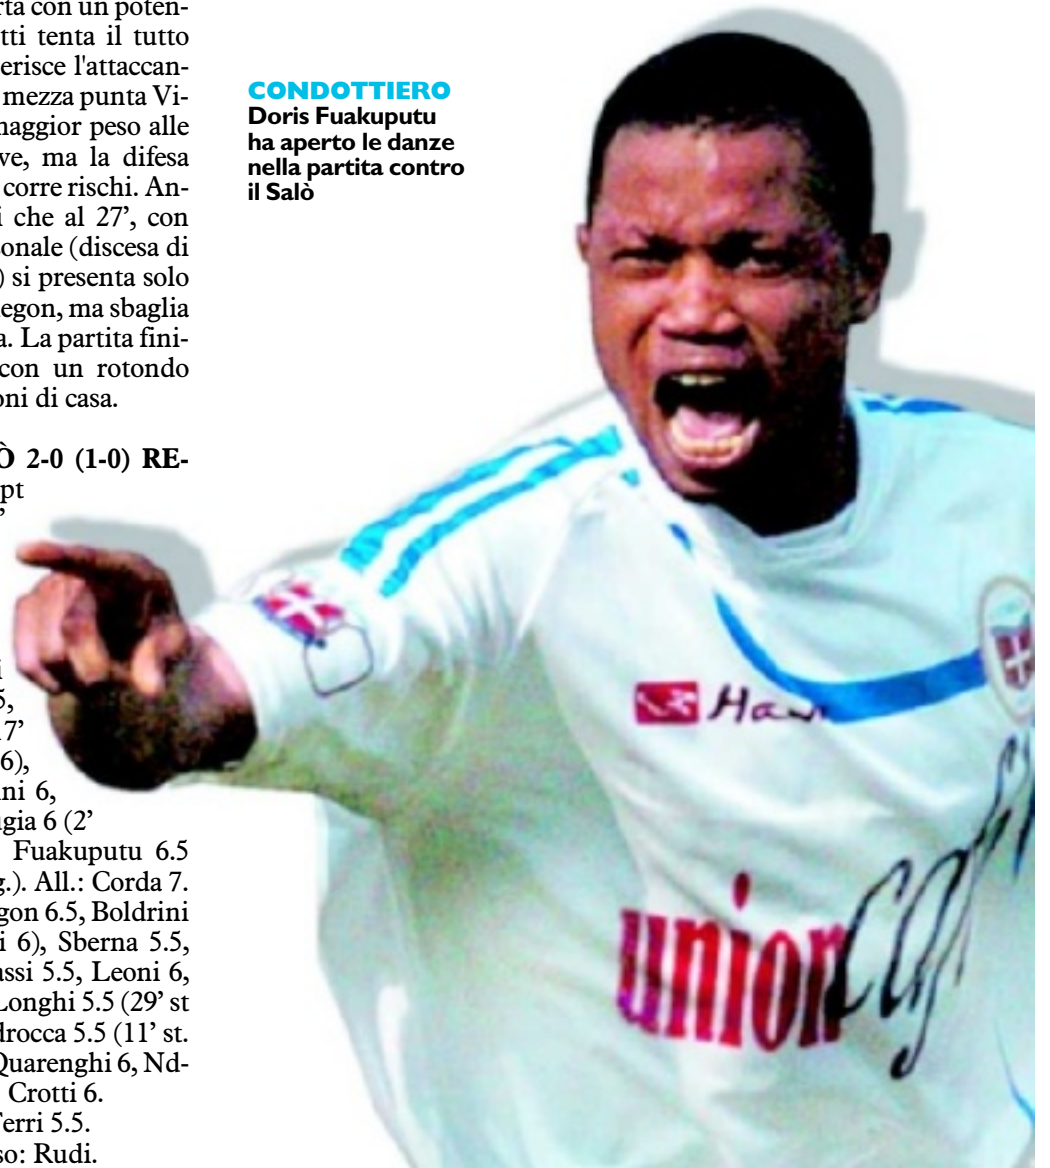 con un poten-
tti tenta il tutto
erisce l'attaccan-
mezza punta Vi-
maggior peso alle
ve, ma la difesa
corre rischi. An-
i che al 27’, con
sonale (discesa di
) si presenta solo
egon, ma sbaglia
a. La partita fini-
con un rotondo
oni di casa.
Ò 2-0 (1-0) RE-
pt
’
i
5,
17’
6),
ni 6,
ugia 6 (2’
Fuakuputu 6.5
g.). All.: Corda 7.
gon 6.5, Boldrini
i 6), Sberna 5.5,
assi 5.5, Leoni 6,
Longhi 5.5 (29’ st
drocca 5.5 (11’ st.
Quarenghi 6, Nd-
Crotti 6.
Ferri 5.5.
so: Rudi.
CONDOTTIERO
Doris Fuakuputu
ha aperto le danze
nella partita contro
il Salò
union